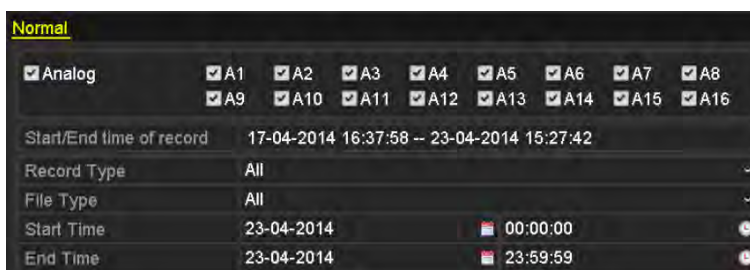 Normal
Analog A1 A2 A3 A4 A5 A6 A7 A8
A9 A10 A11 A12 A13 A14 A15 A16
Start/End time of record 17-04-2014 16:37:58 -- 23-04-2014 15:27:42
Record Type All
File Type All
Start Time 23-04-2014 00:00:00
End Time 23-04-2014 23:59:59